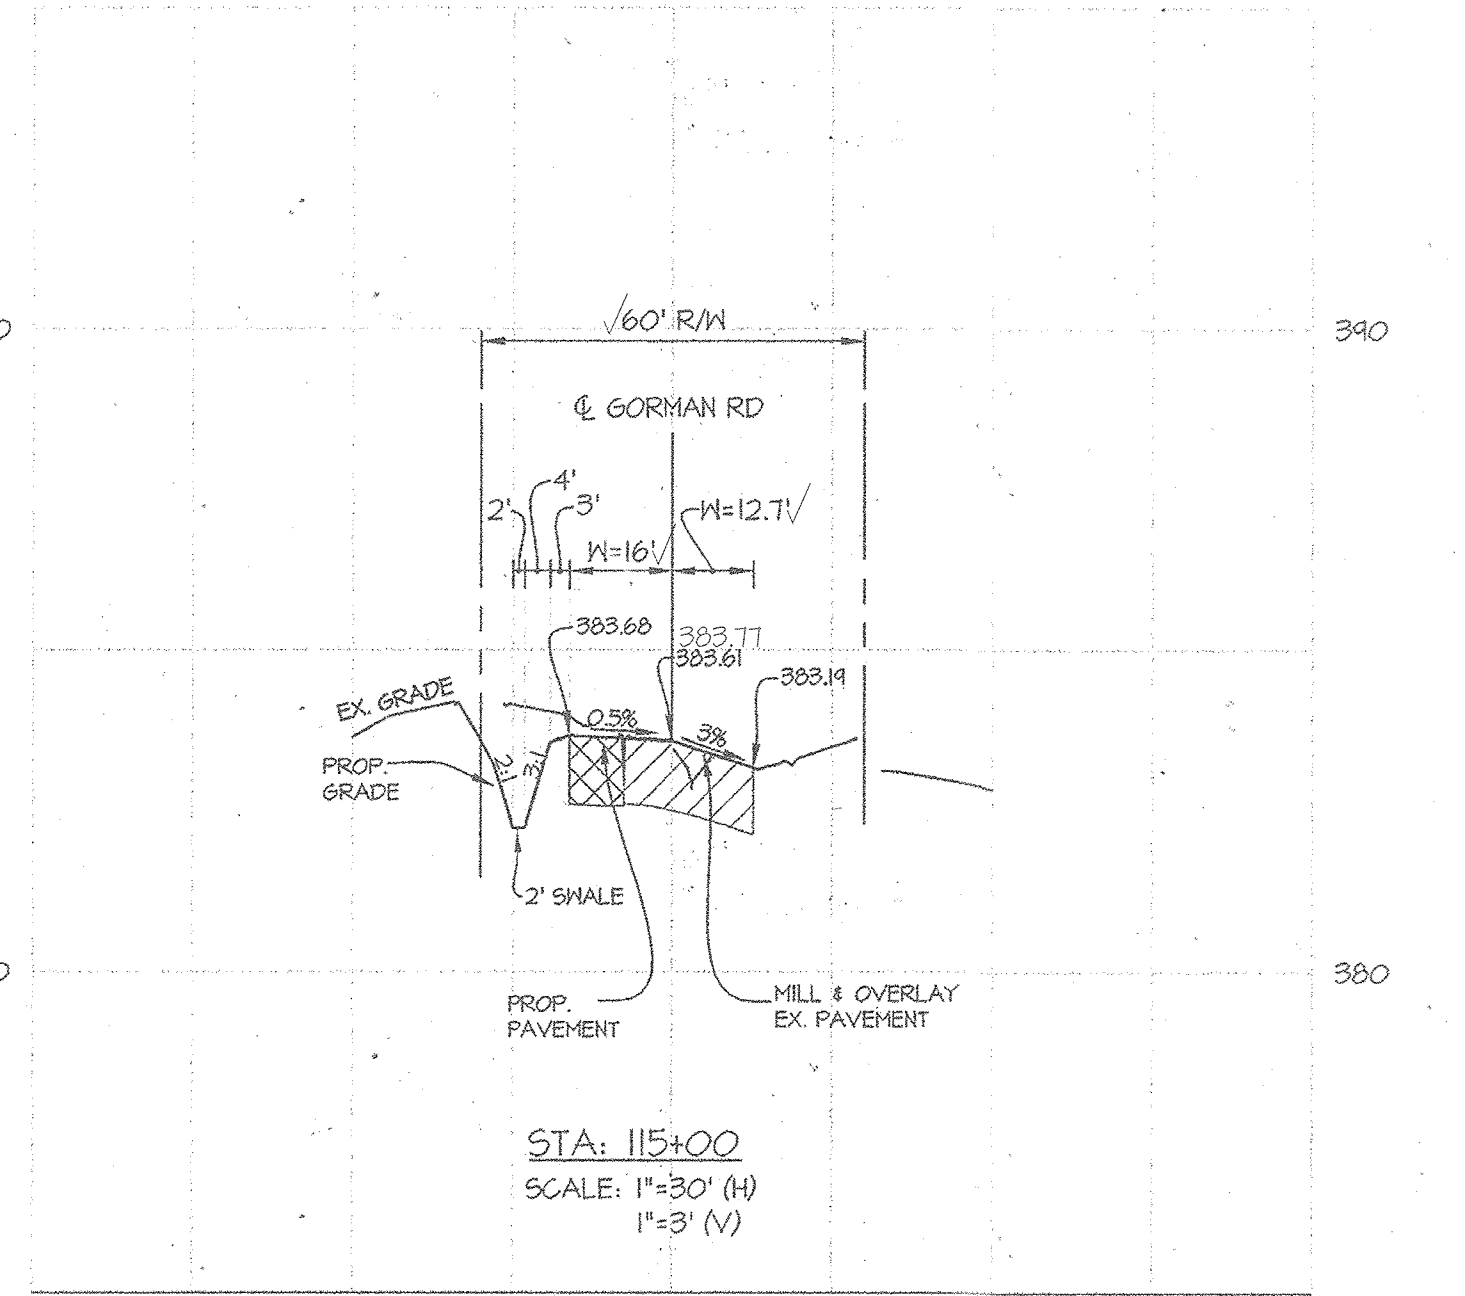 √60' R/W
390
0
℄ GORMAN RD
4'
2'
3'
W=12.7'√
W=16'√
383.68
383.77
383.61
383.19
EX. GRADE
0.5%
3%
2:1
3:1
PROP.
GRADE
2' SWALE
0
380
PROP.
PAVEMENT
MILL & OVERLAY
EX. PAVEMENT
STA: 115+00
SCALE: 1"=30' (H)
1"=3' (V)